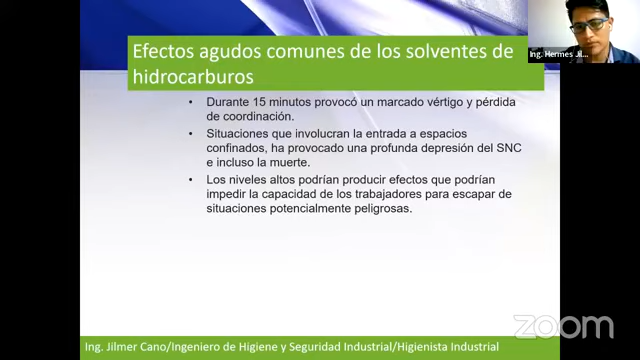 Efectos agudos comunes de los solventes de
hidrocarburos
• Durante 15 minutos provocó un marcado vértigo y pérdida
de coordinación.
• Situaciones que involucran la entrada a espacios
confinados, ha provocado una profunda depresión del SNC
e incluso la muerte.
• Los niveles altos podrían producir efectos que podrían
impedir la capacidad de los trabajadores para escapar de
situaciones potencialmente peligrosas.
Ing. Hermes Jil...
zoom
Ing. Jilmer Cano/Ingeniero de Higiene y Seguridad Industrial/Higienista Industrial